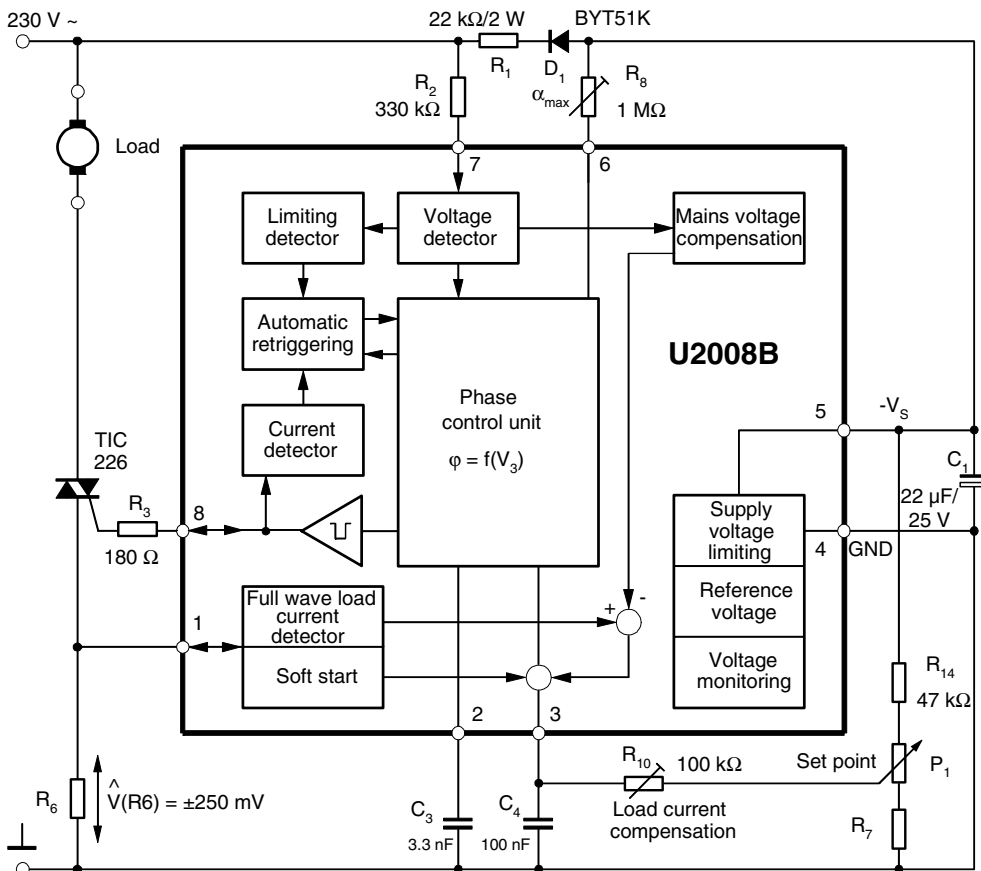 230 V ~
22 kΩ/2 W
BYT51K
R1
D1
R2
330 kΩ
αmax
R8
1 MΩ
Load
7
6
Limiting
detector
Voltage
detector
Mains voltage
compensation
Automatic
retriggering
U2008B
Phase
control unit
φ = f(V3)
5
-VS
Current
detector
TIC
226
C1
22 µF/
25 V
R3
8
180 Ω
Supply
voltage
limiting
4
GND
Full wave load
current
detector
+
-
Reference
voltage
1
Soft start
Voltage
monitoring
R14
47 kΩ
2
3
R10
100 kΩ
Set point
P1
R6
^
V(R6) = ±250 mV
C3
3.3 nF
C4
100 nF
Load current
compensation
R7